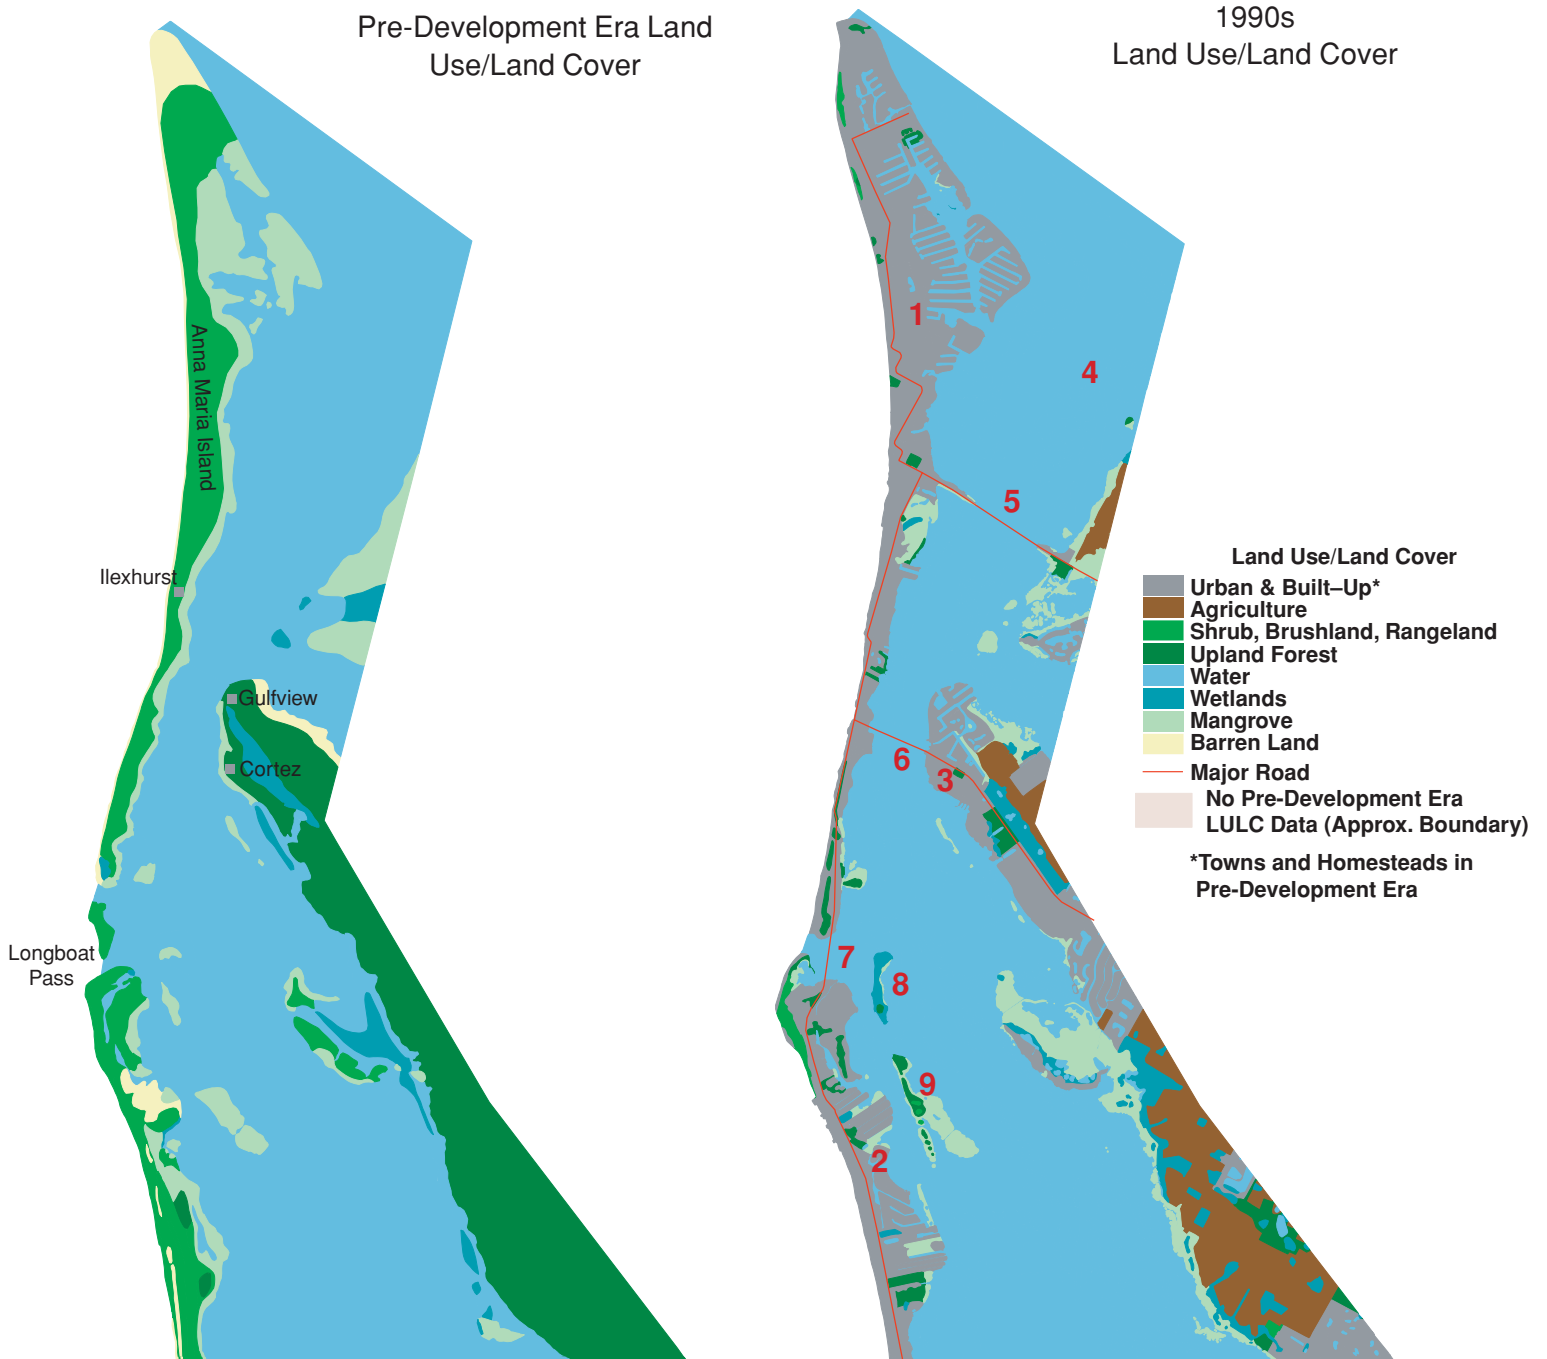 Pre-Development Era Land
Use/Land Cover
1990s
Land Use/Land Cover
Anna Maria Island
Ilexhurst
Gulfview
Cortez
Longboat
Pass
1
4
5
6
3
7
8
9
2
Land Use/Land Cover
Urban & Built–Up*
Agriculture
Shrub, Brushland, Rangeland
Upland Forest
Water
Wetlands
Mangrove
Barren Land
Major Road
No Pre-Development Era
LULC Data (Approx. Boundary)
*Towns and Homesteads in
Pre-Development Era